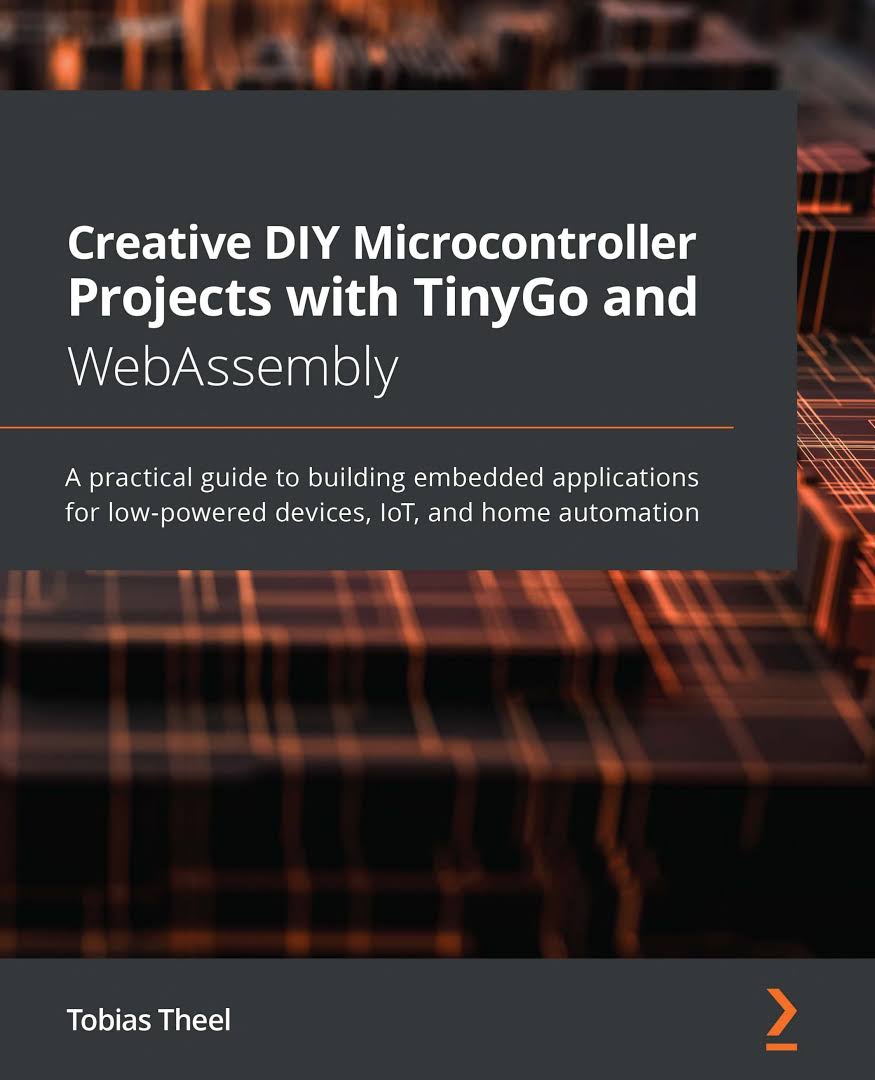 Creative DIY Microcontroller
Projects with TinyGo and
WebAssembly
A practical guide to building embedded applications
for low-powered devices, IoT, and home automation
Tobias Theel